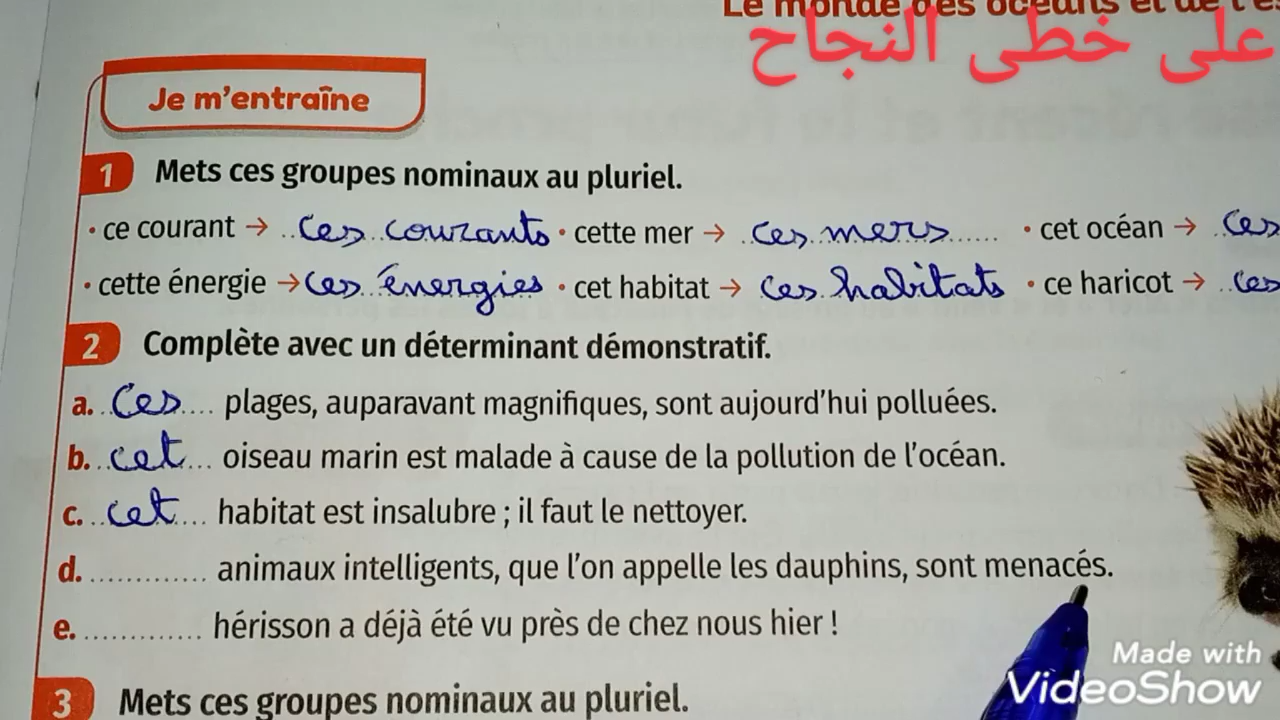 Le monde des océans et de l'es
على خطى النجاح
Je m'entraîne
1 Mets ces groupes nominaux au pluriel.
• ce courant → ces courants • cette mer → ces mers • cet océan → ces
• cette énergie → ces énergies • cet habitat → ces habitats • ce haricot → ces
2 Complète avec un déterminant démonstratif.
a. Ces plages, auparavant magnifiques, sont aujourd'hui polluées.
b. cet oiseau marin est malade à cause de la pollution de l'océan.
c. cet habitat est insalubre ; il faut le nettoyer.
d. ............. animaux intelligents, que l'on appelle les dauphins, sont menacés.
e. ............. hérisson a déjà été vu près de chez nous hier !
3 Mets ces groupes nominaux au pluriel.
Made with
VideoShow